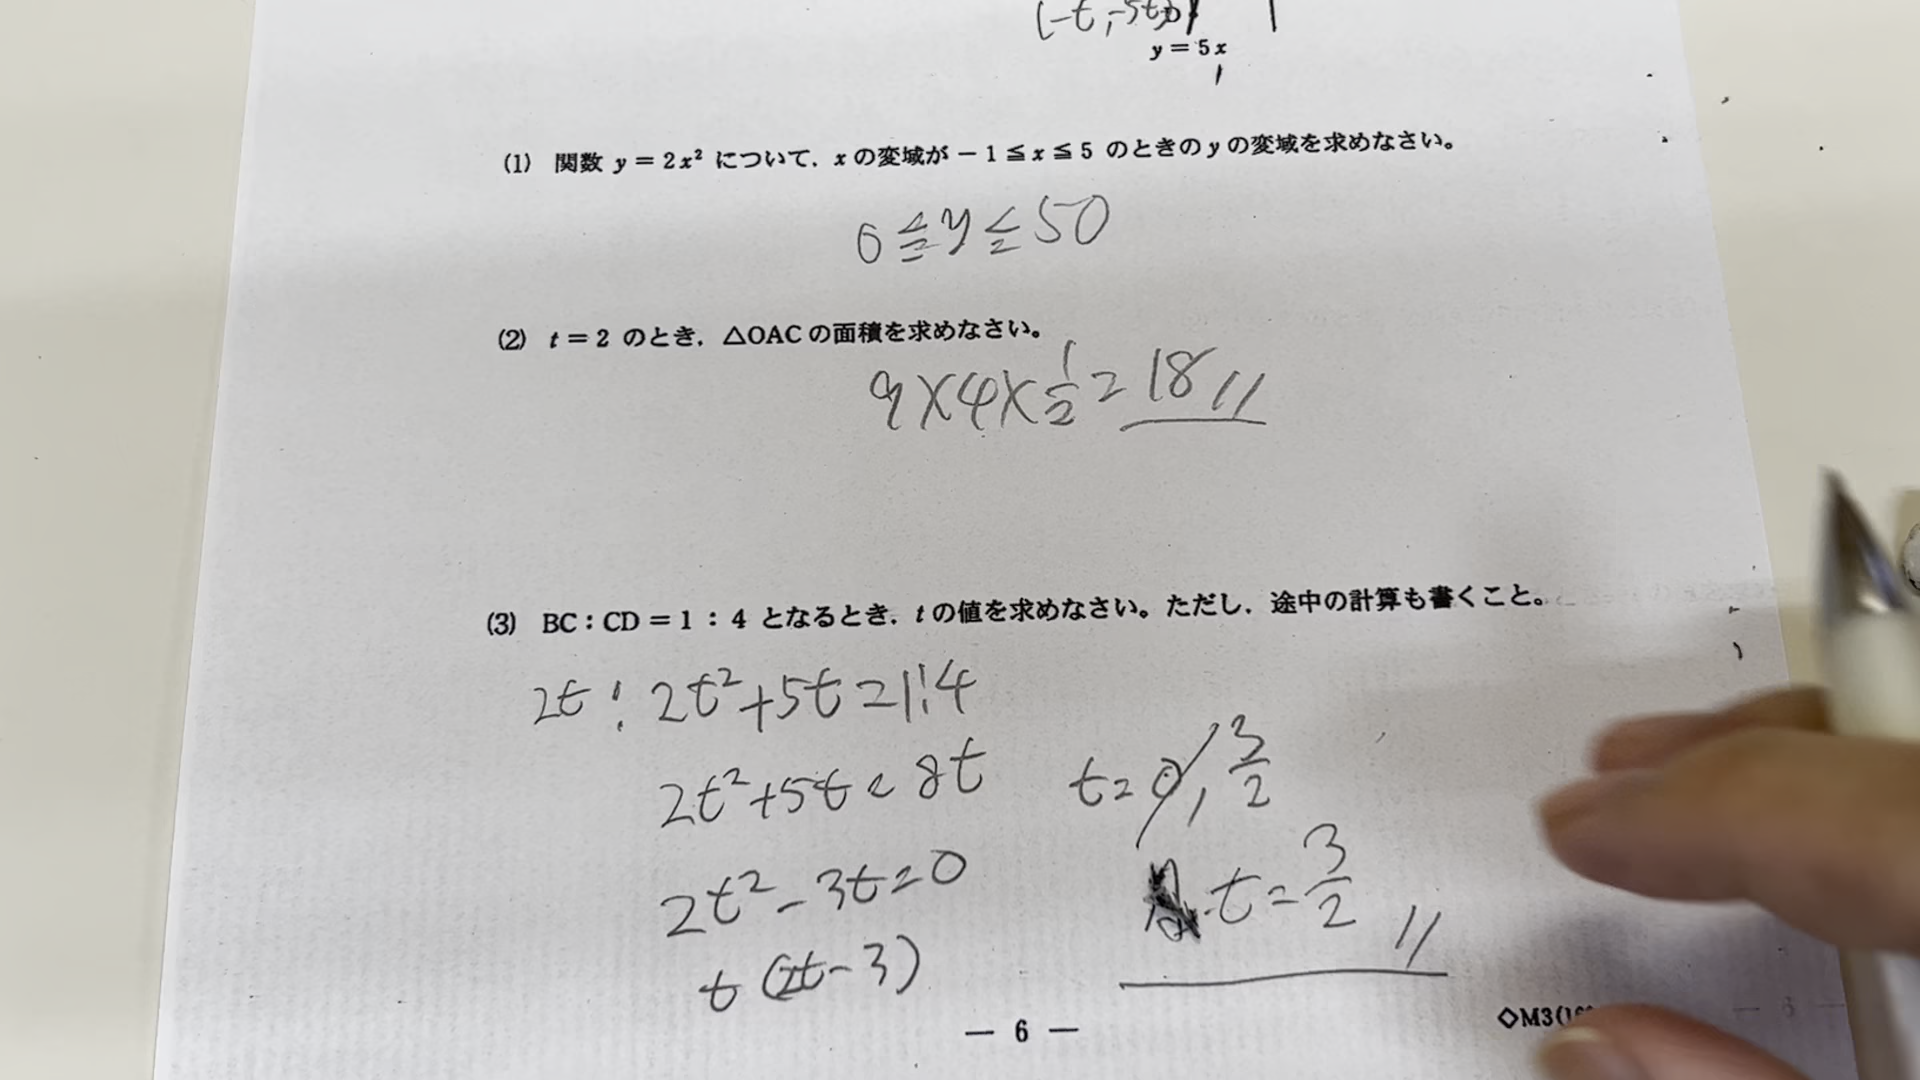 (-t, -5t)
y = 5x
(1) 関数 y = 2x² について，x の変域が − 1 ≦ x ≦ 5 のときの y の変域を求めなさい。
0 ≦ y ≦ 50
(2) t = 2 のとき，△OAC の面積を求めなさい。
9×4×1/2 = 18//
(3) BC：CD = 1：4 となるとき，t の値を求めなさい。ただし，途中の計算も書くこと。
2t : 2t²+5t = 1:4
2t²+5t = 8t
t = 0, 3/2
2t² - 3t = 0
t = 3/2 //
t(2t-3)
— 6 —
◇M3(1